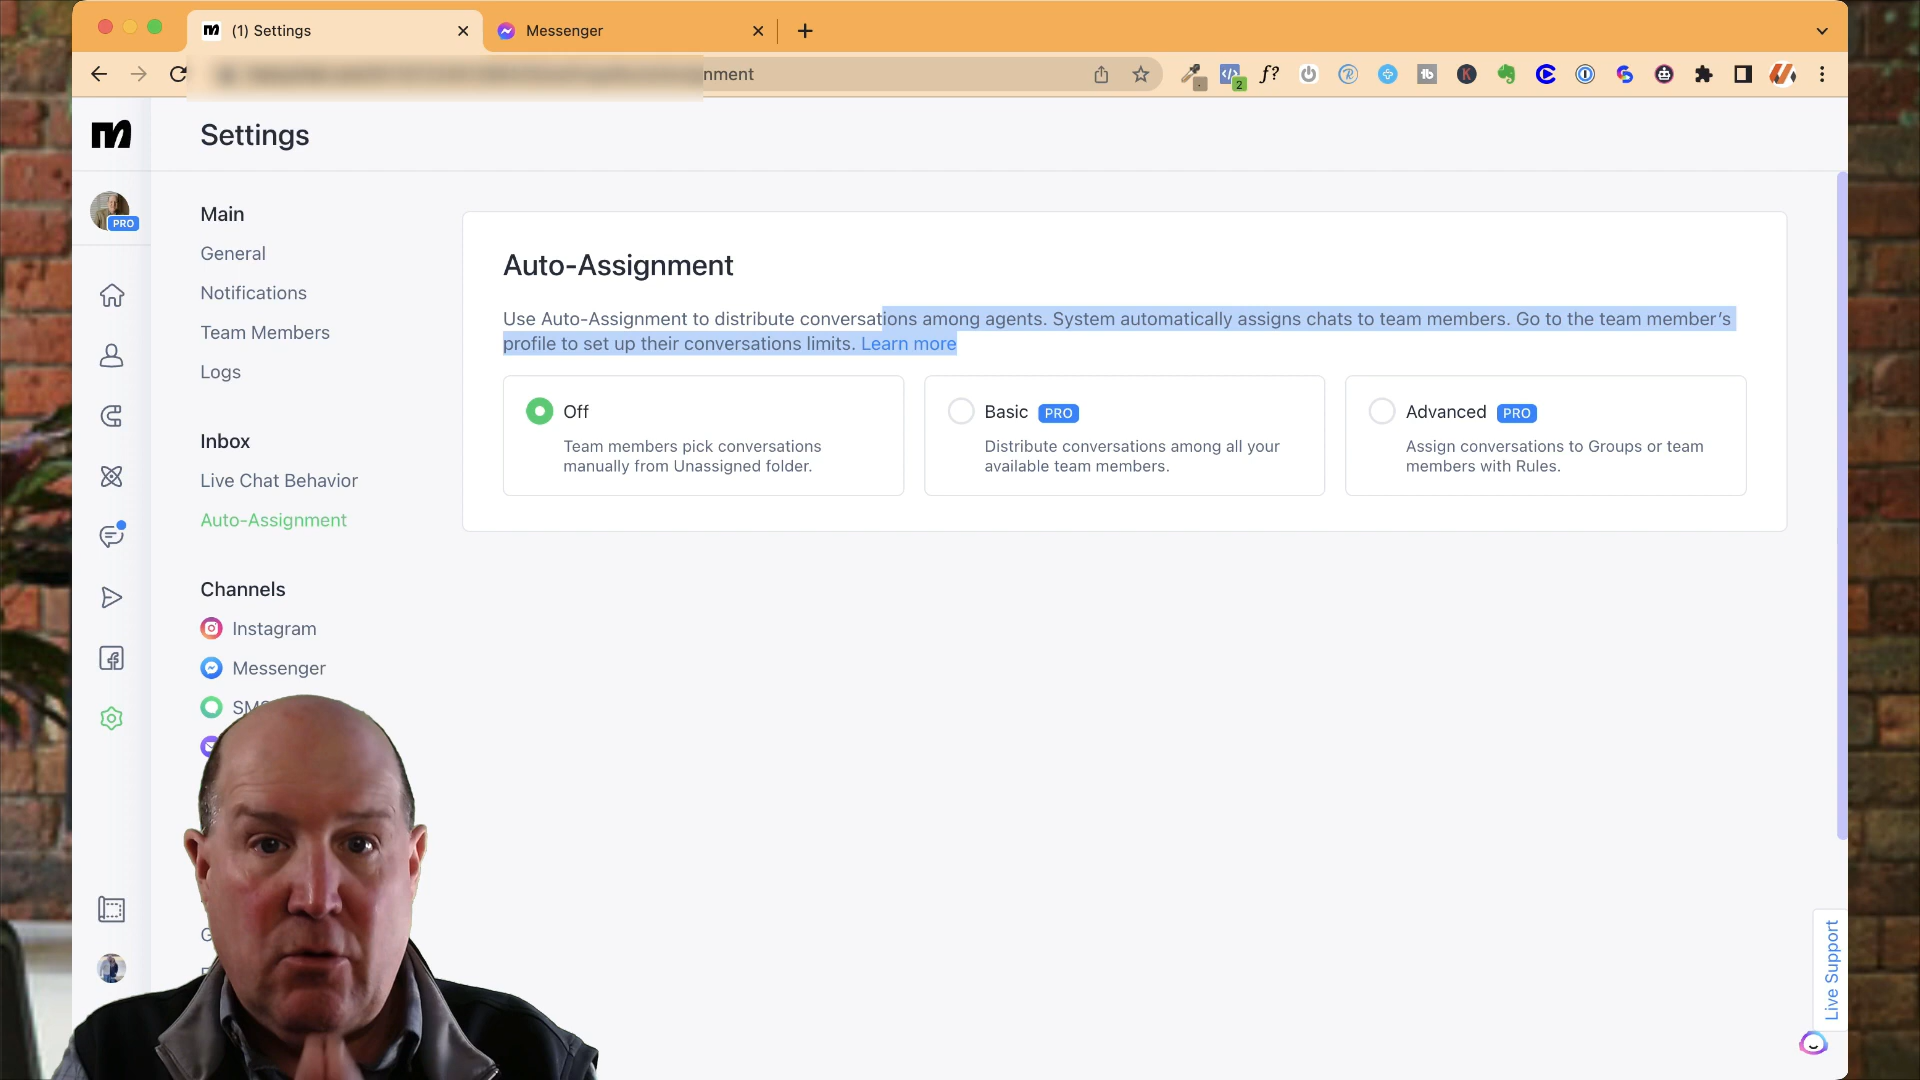 (1) Settings
Messenger
nment
2
f?
Settings
PRO
Main
General
Notifications
Team Members
Logs
Inbox
Live Chat Behavior
Auto-Assignment
Channels
Instagram
Messenger
Auto-Assignment
Use Auto-Assignment to distribute conversations among agents. System automatically assigns chats to team members. Go to the team member's
profile to set up their conversations limits. Learn more
Off
Team members pick conversations
manually from Unassigned folder.
Basic PRO
Distribute conversations among all your
available team members.
Advanced PRO
Assign conversations to Groups or team
members with Rules.
Live Support